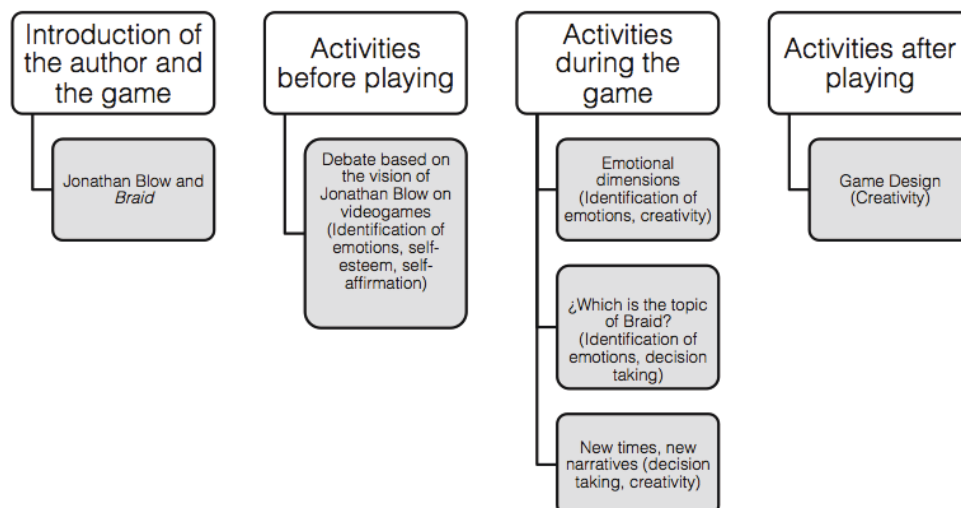 Introduction of
the author and
the game
Jonathan Blow and
Braid
Activities
before playing
Debate based on
the vision of
Jonathan Blow on
videogames
(Identification of
emotions, self-
esteem, self-
affirmation)
Activities
during the
game
Emotional
dimensions
(Identification of
emotions, creativity)
¿Which is the topic
of Braid?
(Identification of
emotions, decision
taking)
New times, new
narratives (decision
taking, creativity)
Activities after
playing
Game Design
(Creativity)